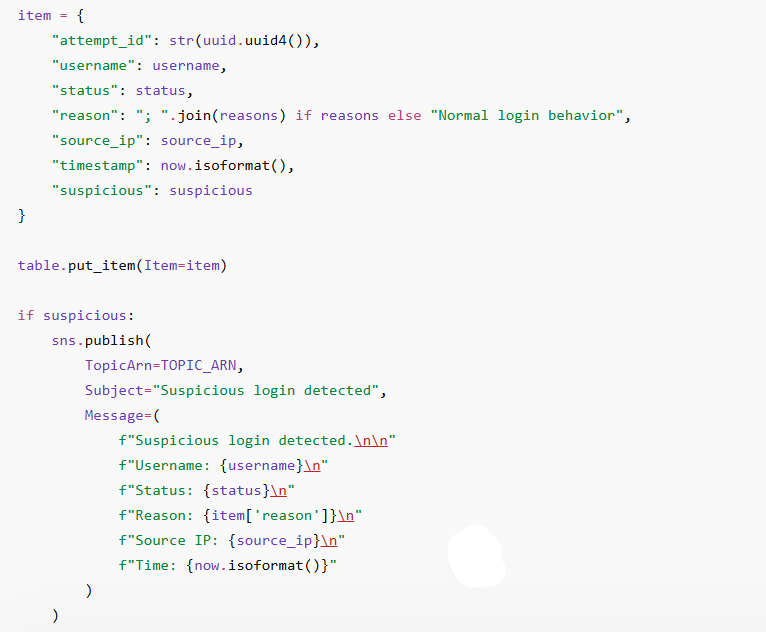 item = {
    "attempt_id": str(uuid.uuid4()),
    "username": username,
    "status": status,
    "reason": "; ".join(reasons) if reasons else "Normal login behavior",
    "source_ip": source_ip,
    "timestamp": now.isoformat(),
    "suspicious": suspicious
}

table.put_item(Item=item)

if suspicious:
    sns.publish(
        TopicArn=TOPIC_ARN,
        Subject="Suspicious login detected",
        Message=(
            f"Suspicious login detected.\n\n"
            f"Username: {username}\n"
            f"Status: {status}\n"
            f"Reason: {item['reason']}\n"
            f"Source IP: {source_ip}\n"
            f"Time: {now.isoformat()}"
        )
    )